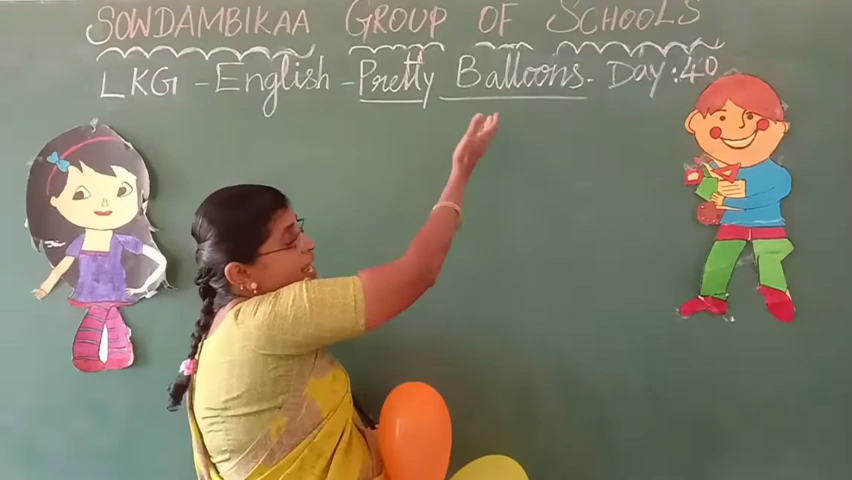 SOWDAMBIKAA GROUP OF SCHOOLS
LKG - English - Pretty Balloons. Day : 40